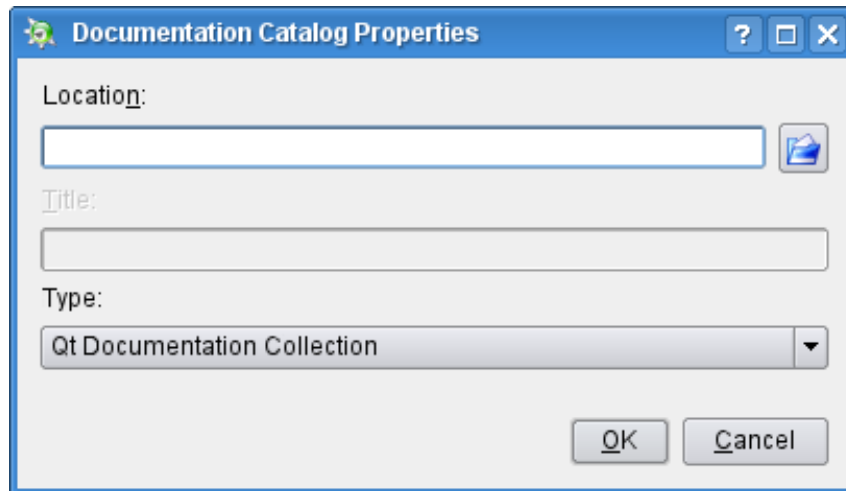 Documentation Catalog Properties
Location:
Title:
Type:
Qt Documentation Collection
OK
Cancel